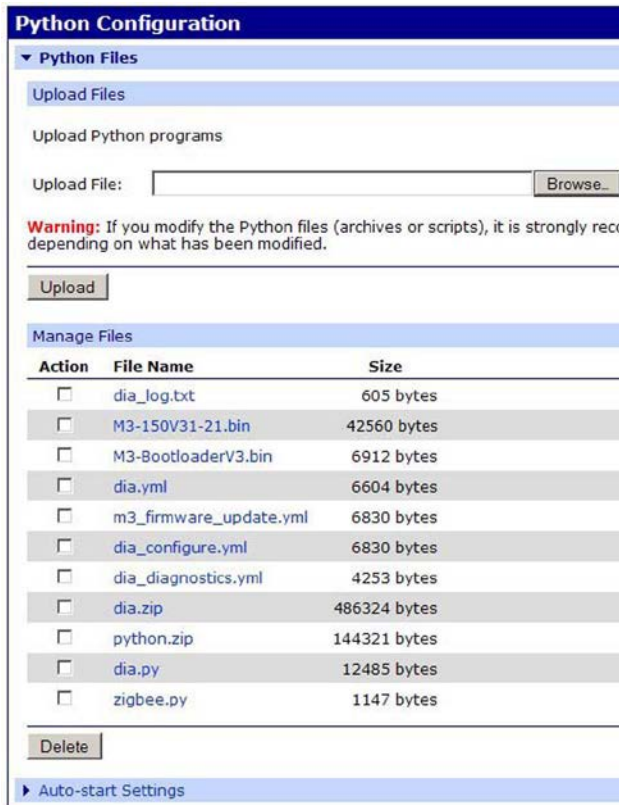 Python Configuration
Python Files
Upload Files
Upload Python programs
Upload File: Browse..
Warning: If you modify the Python files (archives or scripts), it is strongly
depending on what has been modified.
Upload
Manage Files
Action File Name Size
dia_log.txt 605 bytes
M3-150V31-21.bin 42560 bytes
M3-BootloaderV3.bin 6912 bytes
dia.yml 6604 bytes
m3_firmware_update.yml 6830 bytes
dia_configure.yml 6830 bytes
dia_diagnostics.yml 4253 bytes
dia.zip 486324 bytes
python.zip 144321 bytes
dia.py 12485 bytes
zigbee.py 1147 bytes
Delete
Auto-start Settings